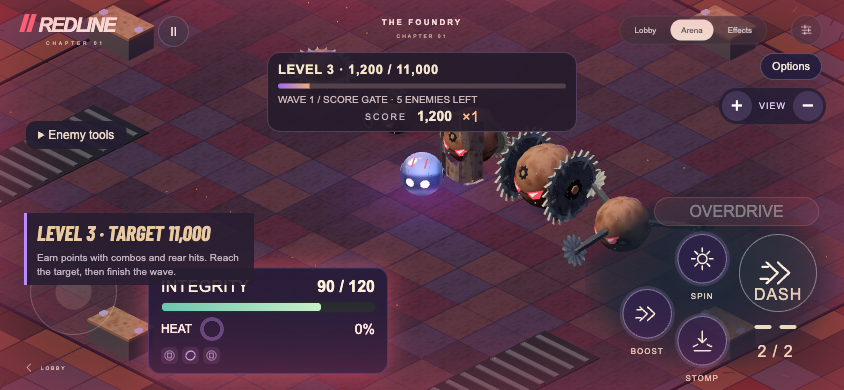 REDLINE
CHAPTER 01
THE FOUNDRY
CHAPTER 01
Lobby Arena Effects
Options
LEVEL 3 · 1,200 / 11,000
WAVE 1 / SCORE GATE · 5 ENEMIES LEFT
SCORE 1,200 ×1
+ VIEW −
Enemy tools
LEVEL 3 · TARGET 11,000
Earn points with combos and rear hits. Reach
the target, then finish the wave.
INTEGRITY 90 / 120
HEAT 0%
OVERDRIVE
SPIN
DASH
BOOST
2 / 2
STOMP
LOBBY